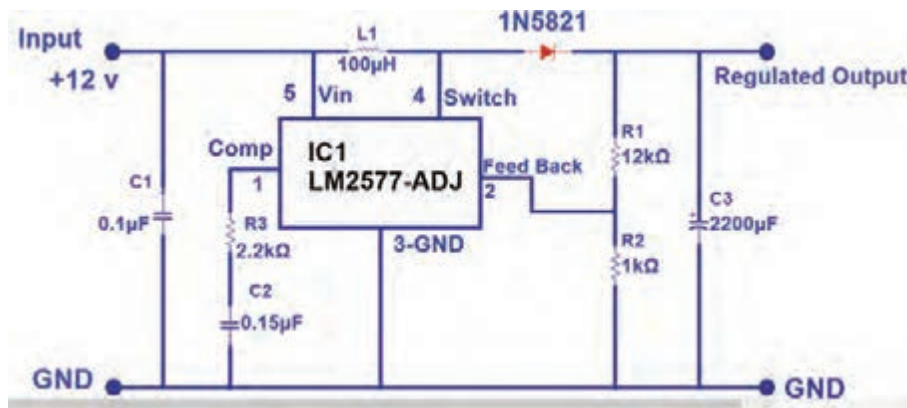 1N5821
Input
L1
+12 v
100µH
Regulated Output
5
Vin
4
Switch
R1
12kΩ
Comp
IC1
Feed Back
C1
1
LM2577-ADJ
2
C3
0.1µF
R3
2200µF
3-GND
R2
2.2kΩ
1kΩ
C2
0.15µF
GND
GND